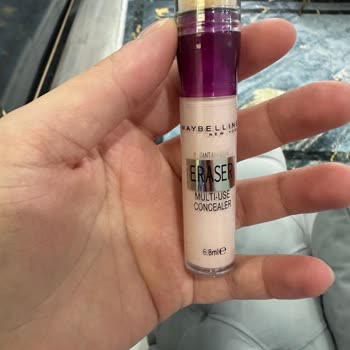 MAYBELLINE
NEW YORK
ERASER
MULTI-USE
CONCEALER
6.8ml℮